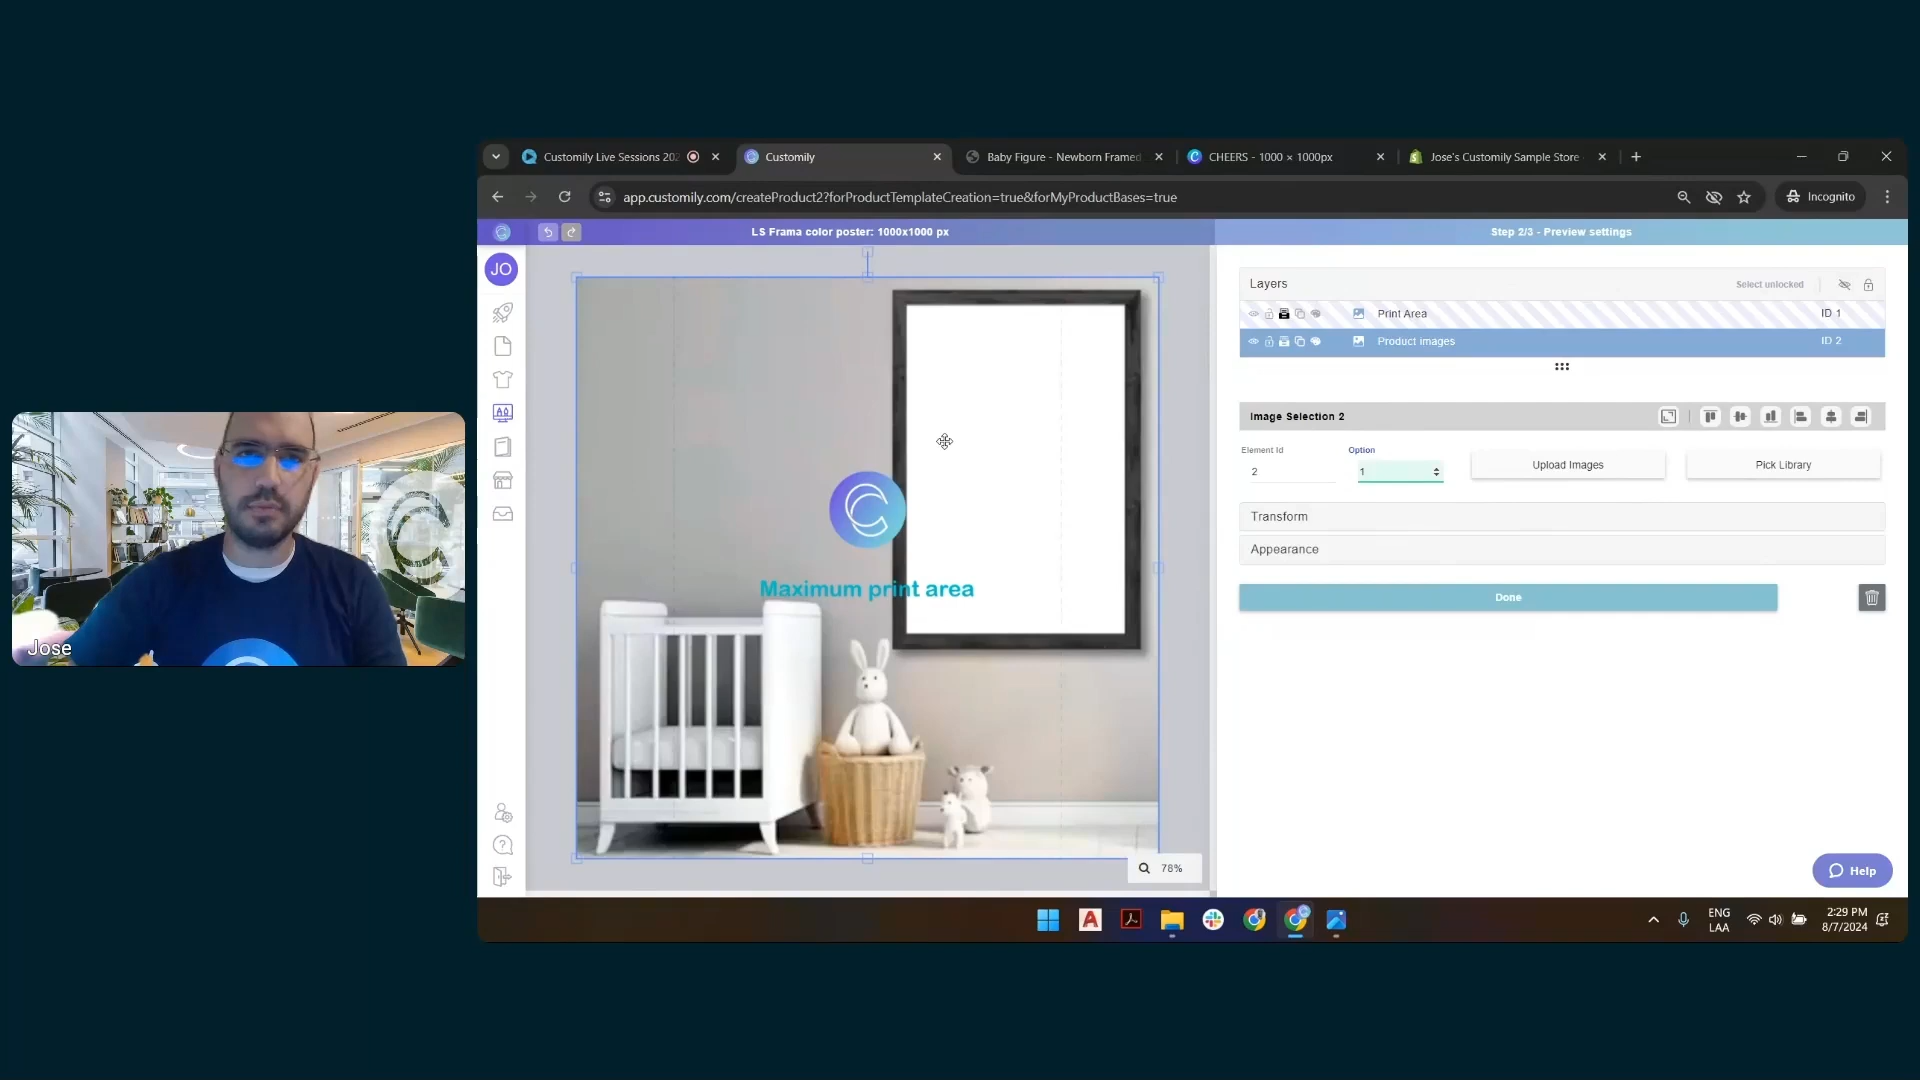 Customily Live Sessions 202
Customily
Baby Figure - Newborn Framed
CHEERS - 1000 × 1000px
Jose's Customily Sample Store
app.customily.com/createProduct2?forProductTemplateCreation=true&forMyProductBases=true
Incognito
LS Frama color poster: 1000x1000 px
Step 2/3 - Preview settings
JO
Layers
Select unlocked
Print Area
ID 1
Product images
ID 2
Image Selection 2
Element Id
Option
2
1
Upload Images
Pick Library
Transform
Appearance
Done
Maximum print area
78%
Help
Jose
ENG
LAA
2:29 PM
8/7/2024